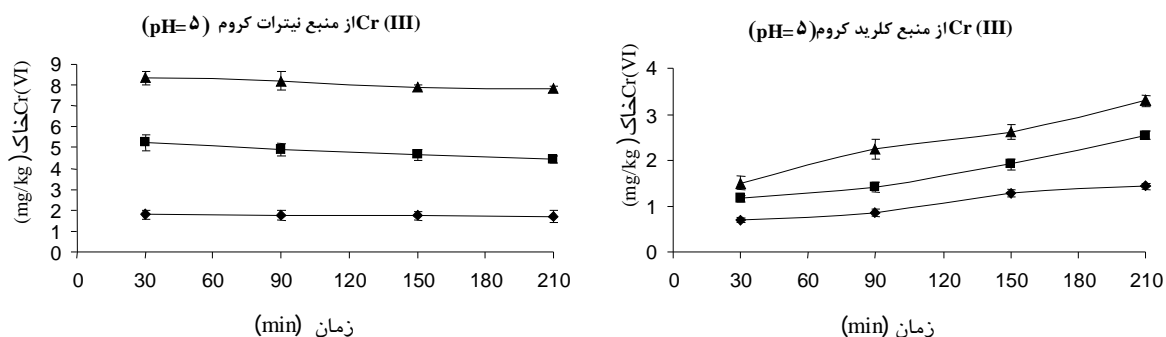 Cr (III) از منبع نیترات کروم (pH=۵)
خاک Cr(VI) (mg/kg)
9
8
7
6
5
4
3
2
1
0
0 30 60 90 120 150 180 210
زمان (min)
Cr (III) از منبع کلرید کروم (pH=۵)
خاک Cr(VI) (mg/kg)
4
3
2
1
0
0 30 60 90 120 150 180 210
زمان (min)